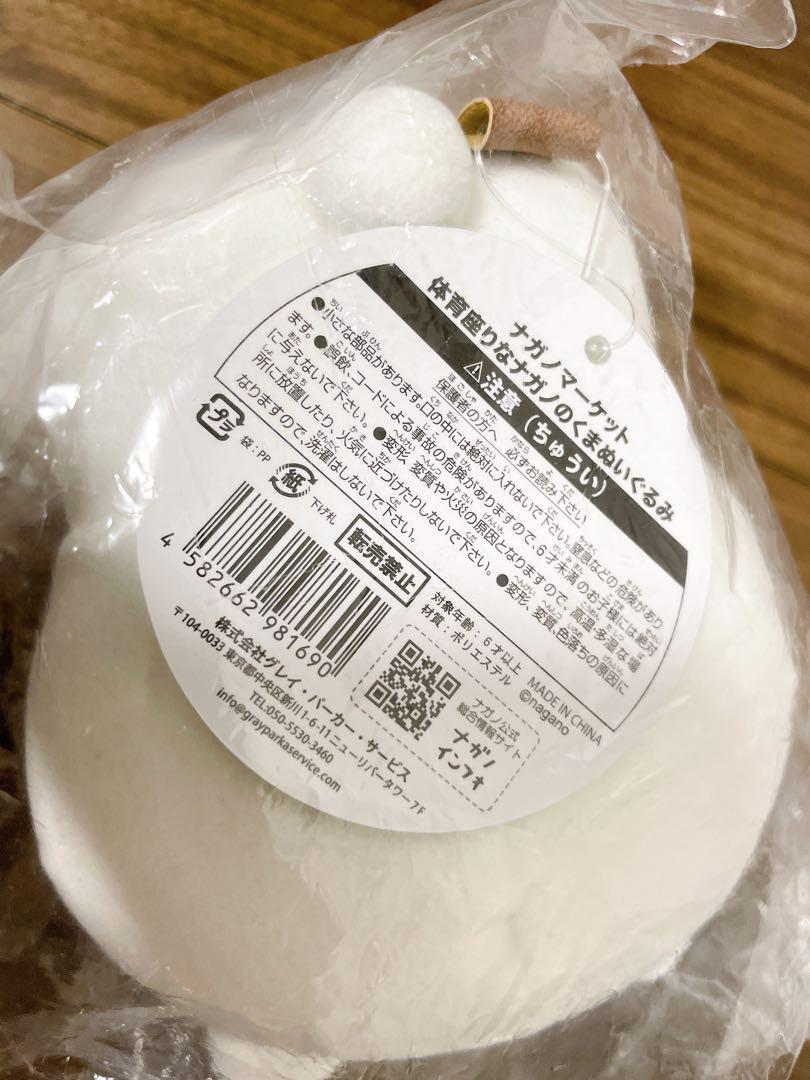 ナガノマーケット
体育座りなナガノのくまぬいぐるみ
⚠注意（ちゅうい）
保護者の方へ 必ずお読み下さい
●小さな部品があります。口の中には絶対に入れないで下さい。窒息などの危険があり
ます。●誤飲、コードによる事故の危険がありますので、6才未満のお子様には絶対
に与えないで下さい。●変形、変質や火災の原因となりますので、高温・多湿な場
所に放置したり、火気に近づけたりしないで下さい。●変形、変質、色落ちの原因に
なりますので、洗濯はしないで下さい。
プラ
袋:PP
紙
下げ札
転売禁止
対象年齢：6才以上
材質：ポリエステル
MADE IN CHINA
©nagano
4 582662 981690
ナガノ公式
総合情報サイト
ナガノ
インフォ
株式会社グレイ・パーカー・サービス
〒104-0033 東京都中央区新川1-6-11ニューリバータワー7F
TEL:050-5530-3460
info@grayparkaservice.com